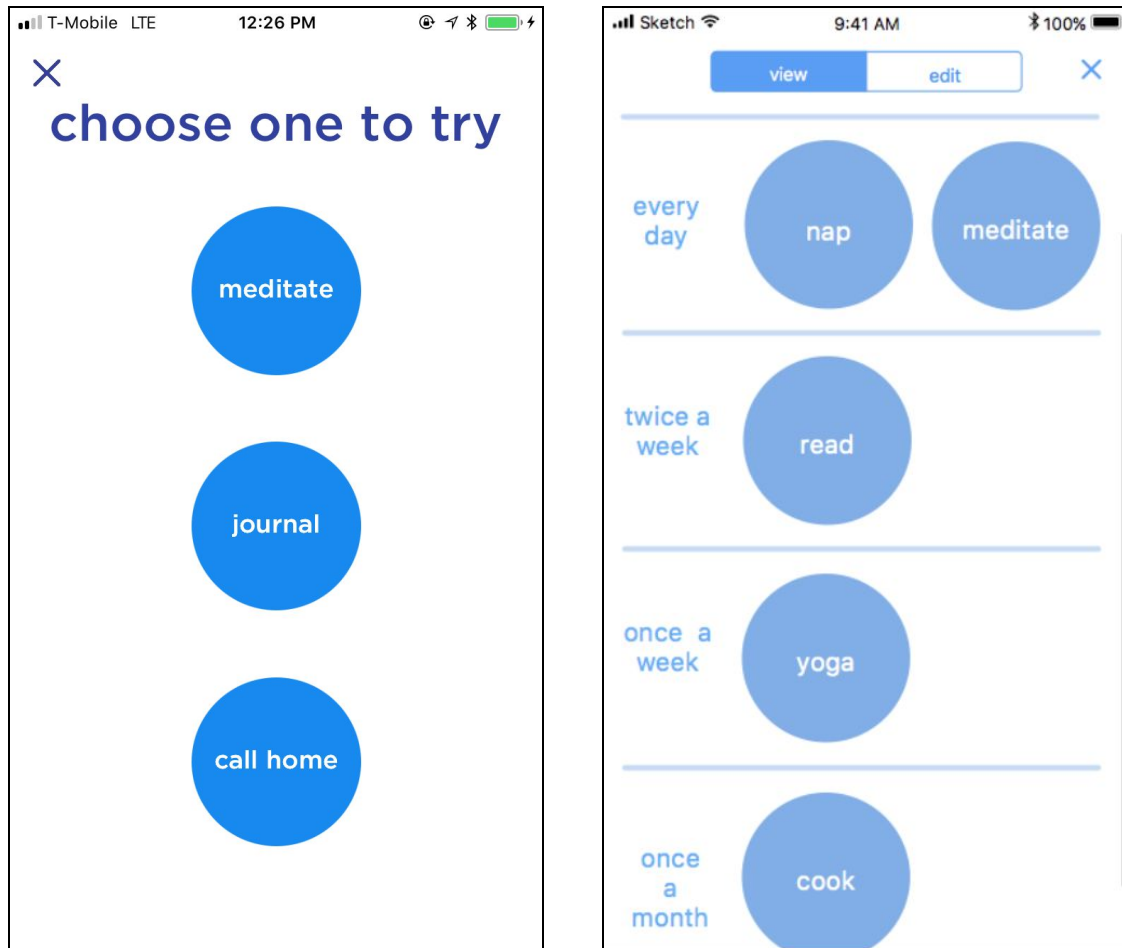 T-Mobile LTE 12:26 PM
choose one to try
meditate
journal
call home
Sketch 9:41 AM 100%
view edit
every
day
nap
meditate
twice a
week
read
once a
week
yoga
once
a
month
cook